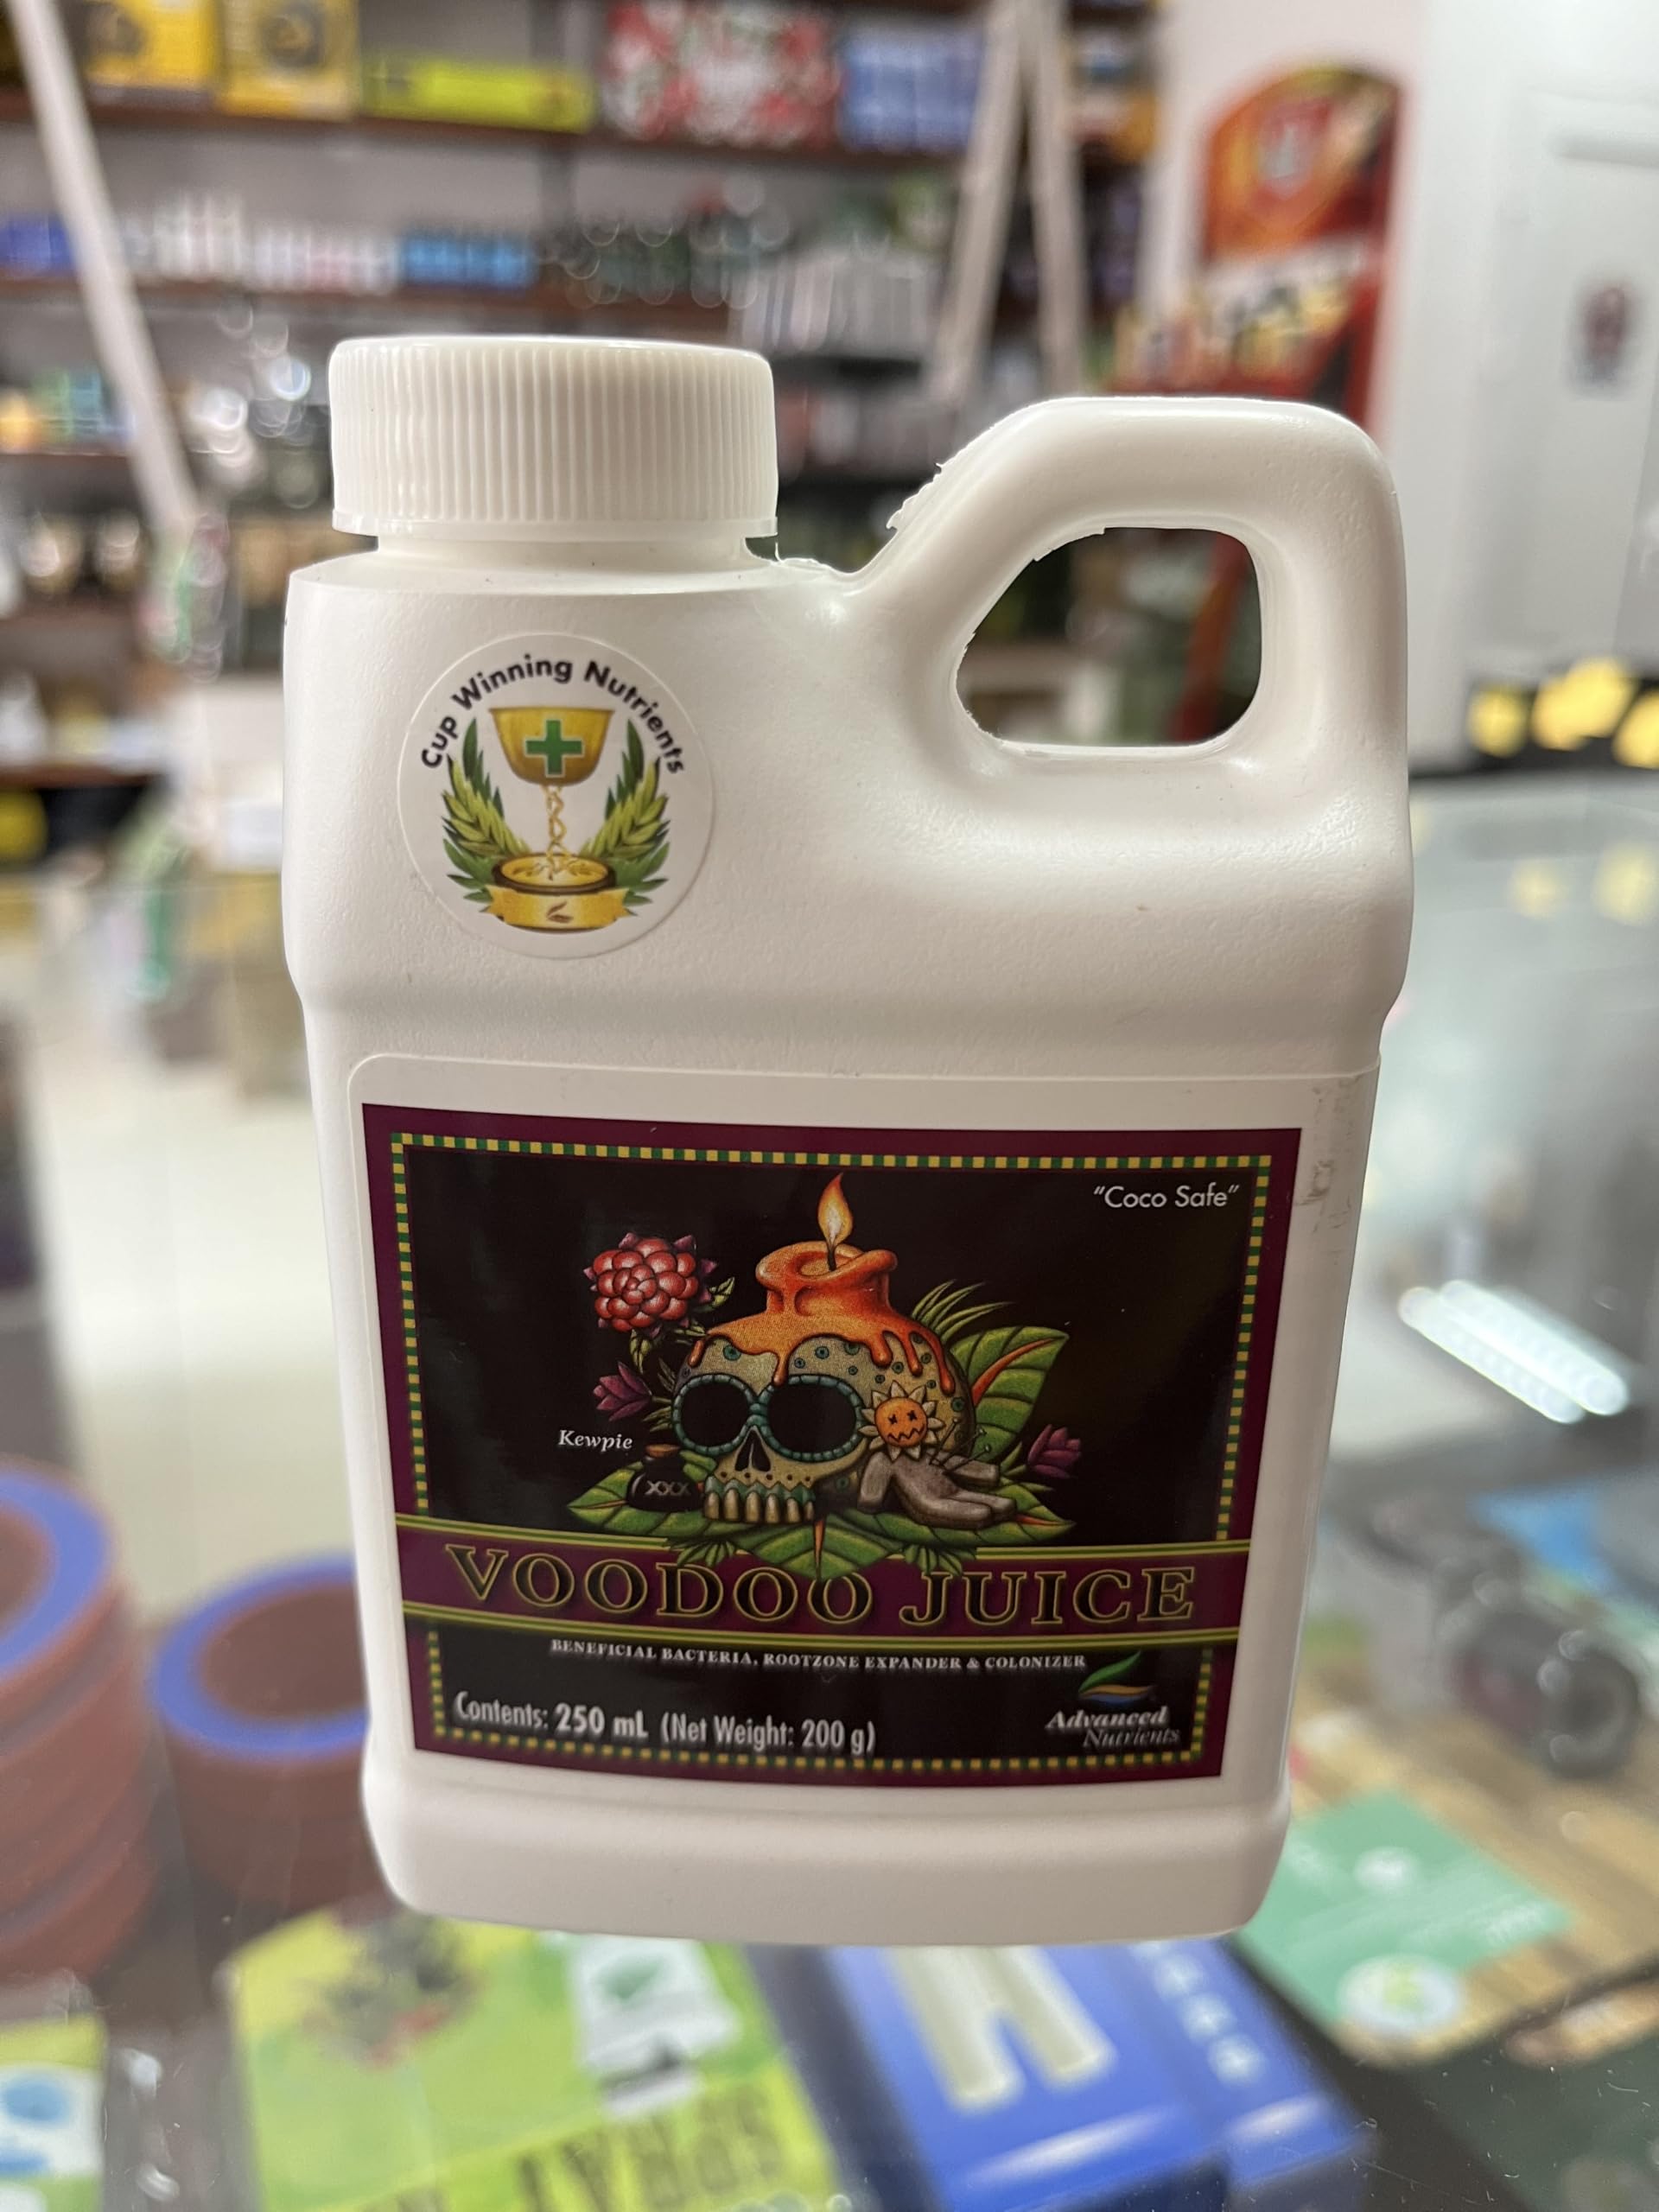 Cup Winning Nutrients
"Coco Safe"
Kewpie
XXX
VOODOO JUICE
BENEFICIAL BACTERIA, ROOTZONE EXPANDER & COLONIZER
Contents: 250 mL (Net Weight: 200 g)
Advanced
Nutrients
SPRAY